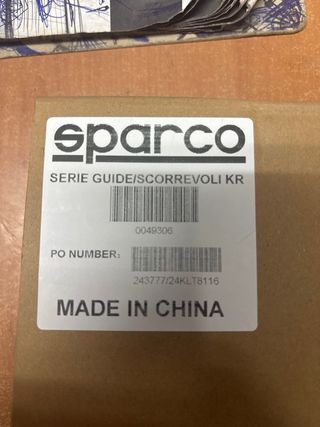 sparco
SERIE GUIDE/SCORREVOLI KR
0049306
PO NUMBER:
243777/24KLT8116
MADE IN CHINA